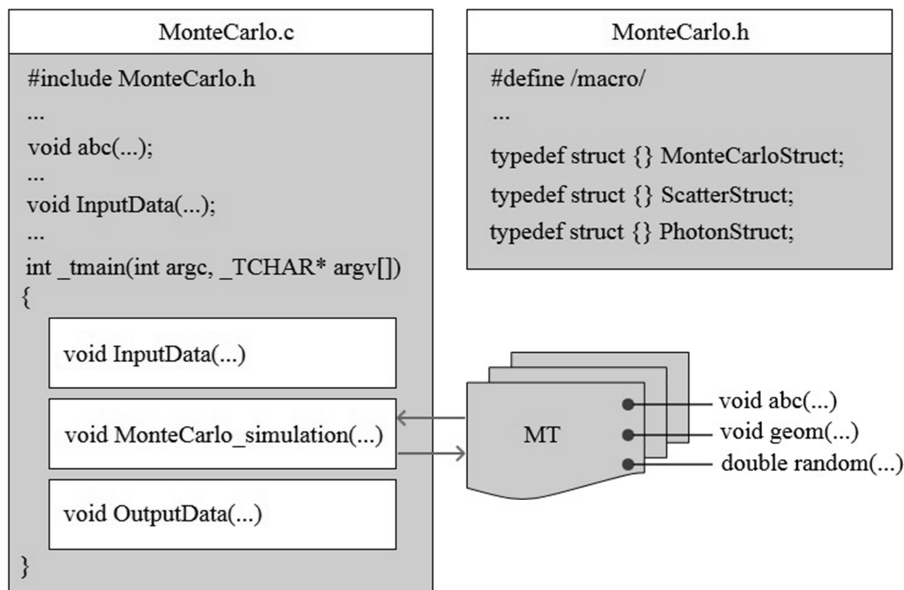 MonteCarlo.c
#include MonteCarlo.h
...
void abc(...);
...
void InputData(...);
...
int _tmain(int argc, _TCHAR* argv[])
{
void InputData(...)
void MonteCarlo_simulation(...)
void OutputData(...)
}
MonteCarlo.h
#define /macro/
...
typedef struct {} MonteCarloStruct;
typedef struct {} ScatterStruct;
typedef struct {} PhotonStruct;
MT
void abc(...)
void geom(...)
double random(...)